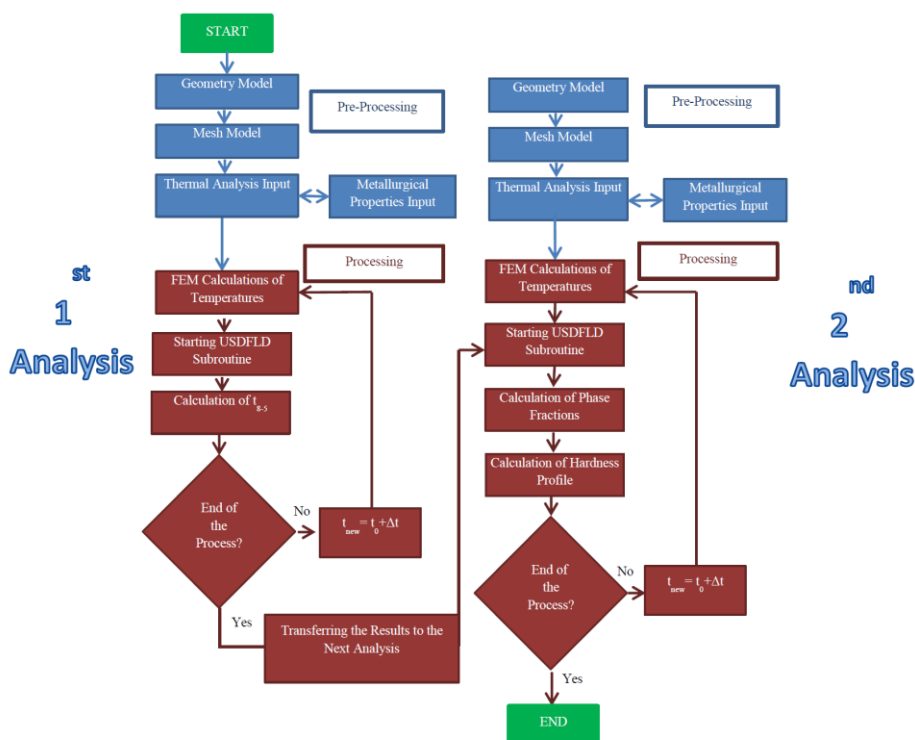 START
Geometry Model
Pre-Processing
Mesh Model
Thermal Analysis Input
Metallurgical
Properties Input
Processing
1st
Analysis
FEM Calculations of
Temperatures
Starting USDFLD
Subroutine
Calculation of t8-5
End of
the
Process?
No
tnew= t0+Δt
Yes
Transferring the Results to the
Next Analysis
Geometry Model
Pre-Processing
Mesh Model
Thermal Analysis Input
Metallurgical
Properties Input
Processing
2nd
Analysis
FEM Calculations of
Temperatures
Starting USDFLD
Subroutine
Calculation of Phase
Fractions
Calculation of Hardness
Profile
End of
the
Process?
No
tnew= t0+Δt
Yes
END